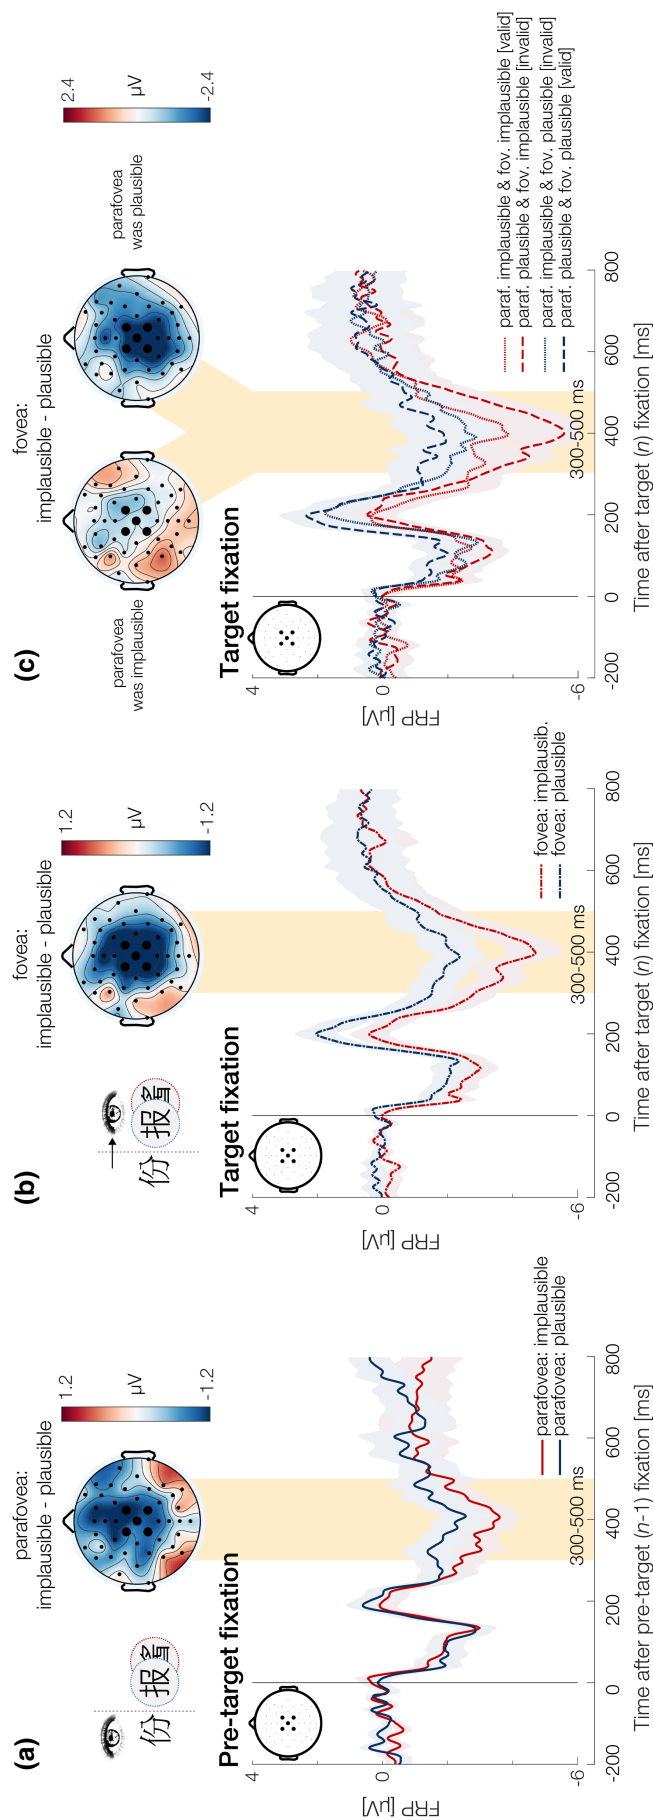 (a)
parafovea:
implausible - plausible
份 报
1.2
µV
-1.2
Pre-target fixation
4
0
-6
FRP [µV]
300-500 ms
parafovea: implausible
parafovea: plausible
-200 0 200 400 600 800
Time after pre-target (n-1) fixation [ms]
(b)
fovea:
implausible - plausible
份 报
1.2
µV
-1.2
Target fixation
4
0
-6
FRP [µV]
300-500 ms
fovea: implausib.
fovea: plausible
-200 0 200 400 600 800
Time after target (n) fixation [ms]
(c)
fovea:
implausible - plausible
parafovea
was implausible
parafovea
was plausible
2.4
µV
-2.4
Target fixation
4
0
-6
FRP [µV]
300-500 ms
paraf. implausible & fov. implausible [valid]
paraf. plausible & fov. implausible [invalid]
paraf. implausible & fov. plausible [invalid]
paraf. plausible & fov. plausible [valid]
-200 0 200 400 600 800
Time after target (n) fixation [ms]